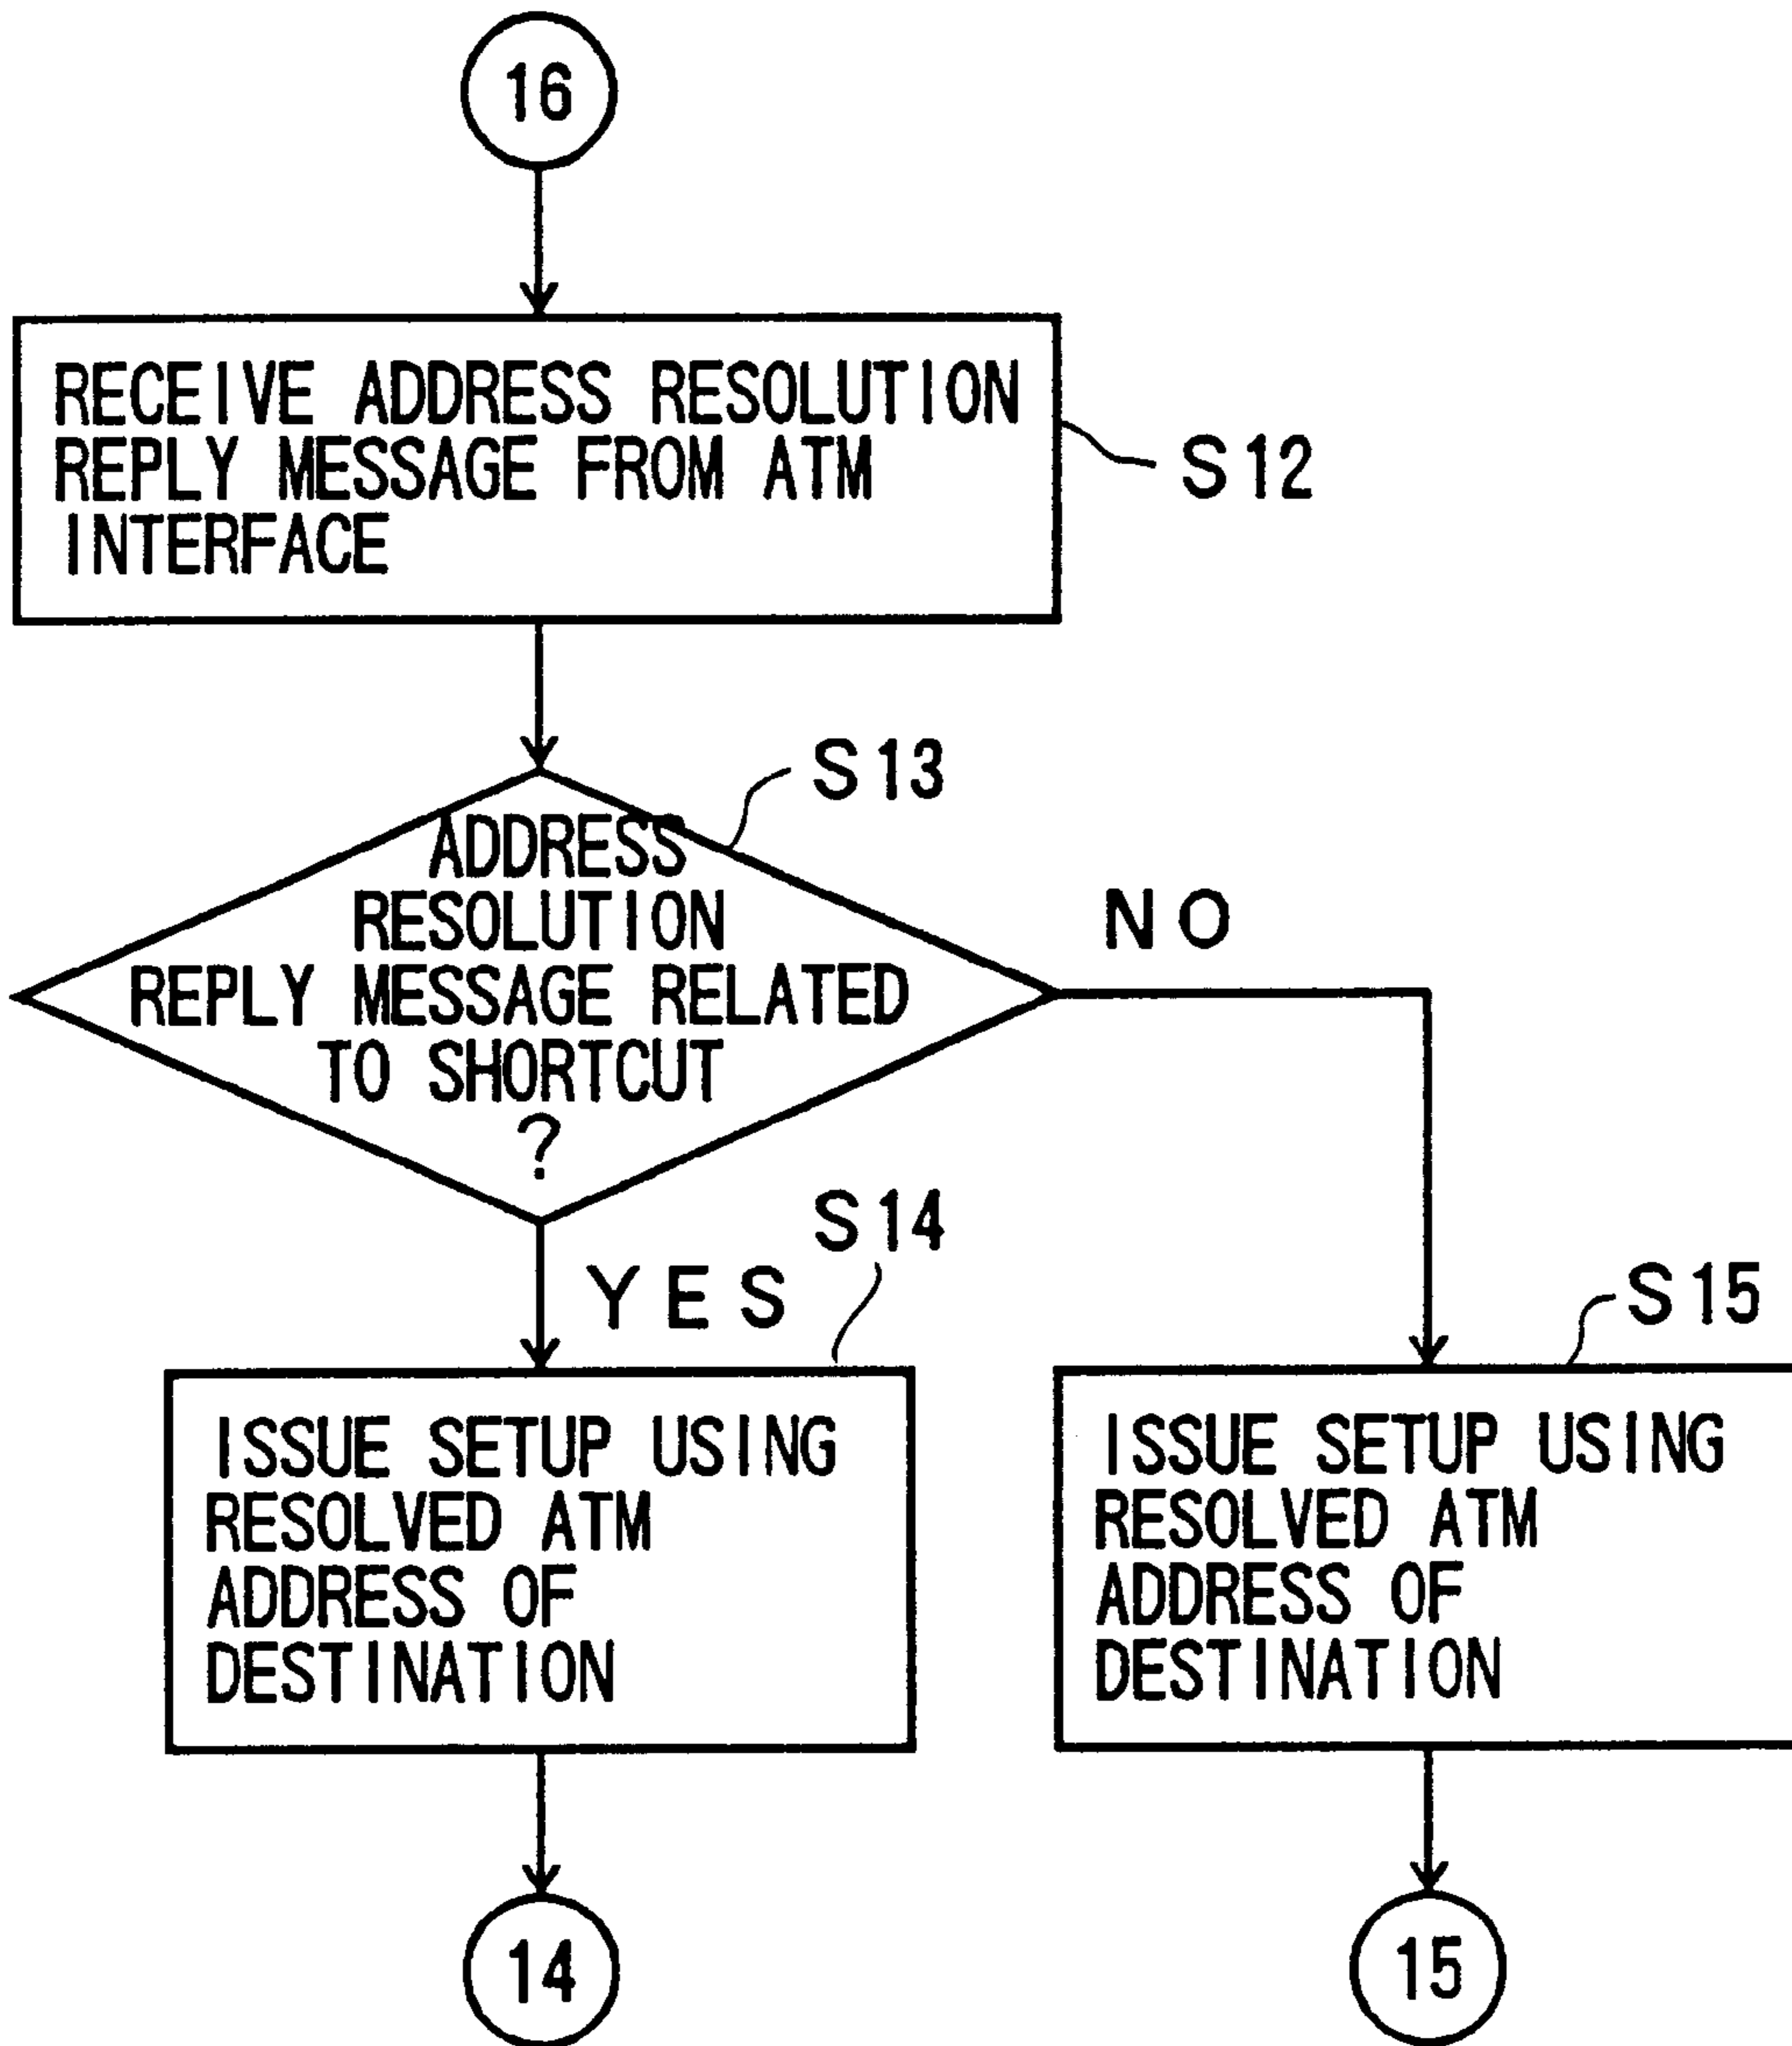 16
RECEIVE ADDRESS RESOLUTION
REPLY MESSAGE FROM ATM
INTERFACE
S12
S13
ADDRESS
RESOLUTION
REPLY MESSAGE RELATED
TO SHORTCUT
?
NO
YES
S14
ISSUE SETUP USING
RESOLVED ATM
ADDRESS OF
DESTINATION
S15
ISSUE SETUP USING
RESOLVED ATM
ADDRESS OF
DESTINATION
14
15